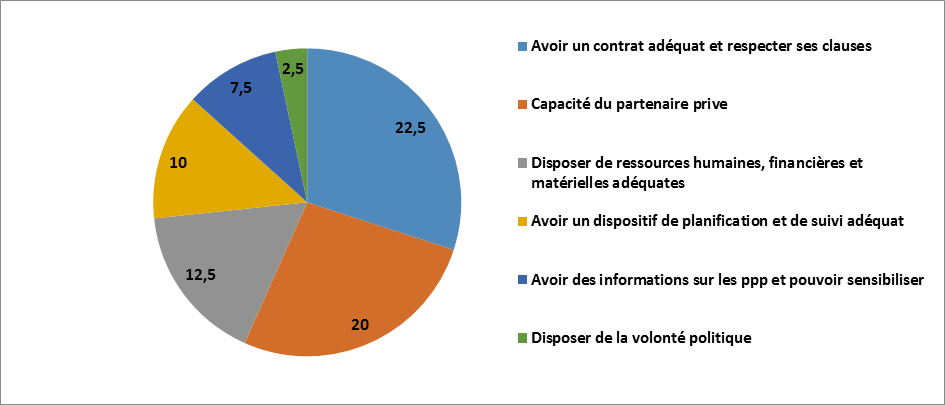 Avoir un contrat adéquat et respecter ses clauses
Capacité du partenaire prive
Disposer de ressources humaines, financières et
matérielles adéquates
Avoir un dispositif de planification et de suivi adéquat
Avoir des informations sur les ppp et pouvoir sensibiliser
Disposer de la volonté politique
22,5
20
12,5
10
7,5
2,5